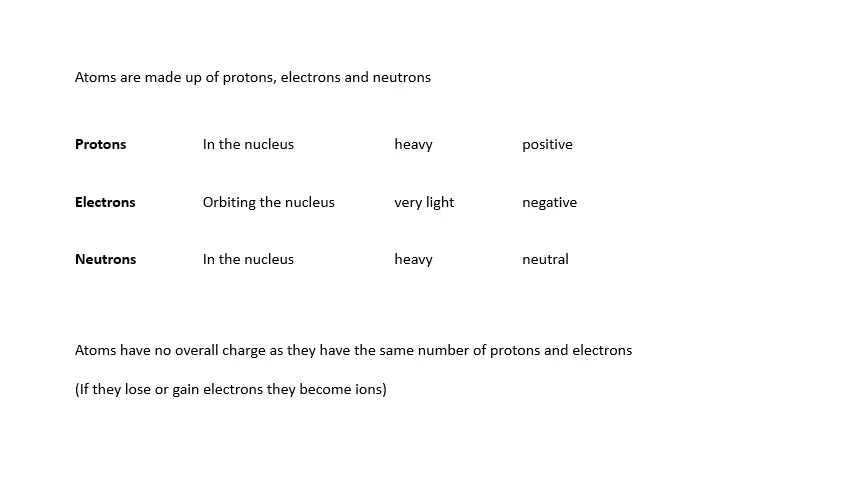 Atoms are made up of protons, electrons and neutrons
Protons In the nucleus heavy positive
Electrons Orbiting the nucleus very light negative
Neutrons In the nucleus heavy neutral
Atoms have no overall charge as they have the same number of protons and electrons
(If they lose or gain electrons they become ions)